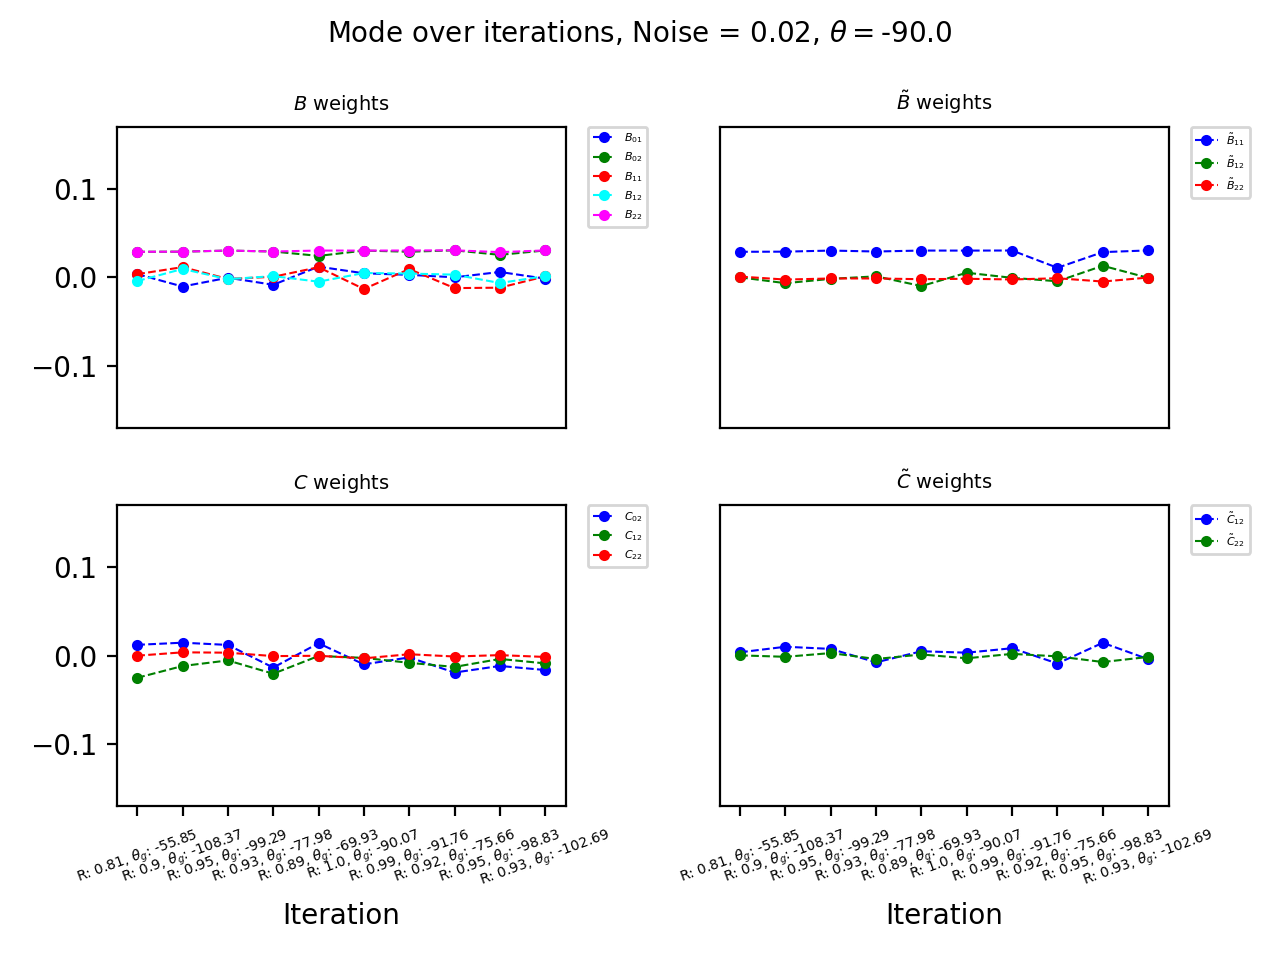 Mode over iterations, Noise = 0.02, θ = -90.0
B weights
B̃ weights
0.1
0.0
−0.1
B₀₁
B₀₂
B₁₁
B₁₂
B₂₂
B̃₁₁
B̃₁₂
B̃₂₂
C weights
C̃ weights
0.1
0.0
−0.1
C₀₂
C₁₂
C₂₂
C̃₁₂
C̃₂₂
R: 0.81, θg: -55.85
R: 0.9, θg: -108.37
R: 0.95, θg: -99.29
R: 0.93, θg: -77.98
R: 0.89, θg: -69.93
R: 1.0, θg: -90.07
R: 0.99, θg: -91.76
R: 0.92, θg: -75.66
R: 0.95, θg: -98.83
R: 0.93, θg: -102.69
R: 0.81, θg: -55.85
R: 0.9, θg: -108.37
R: 0.95, θg: -99.29
R: 0.93, θg: -77.98
R: 0.89, θg: -69.93
R: 1.0, θg: -90.07
R: 0.99, θg: -91.76
R: 0.92, θg: -75.66
R: 0.95, θg: -98.83
R: 0.93, θg: -102.69
Iteration
Iteration